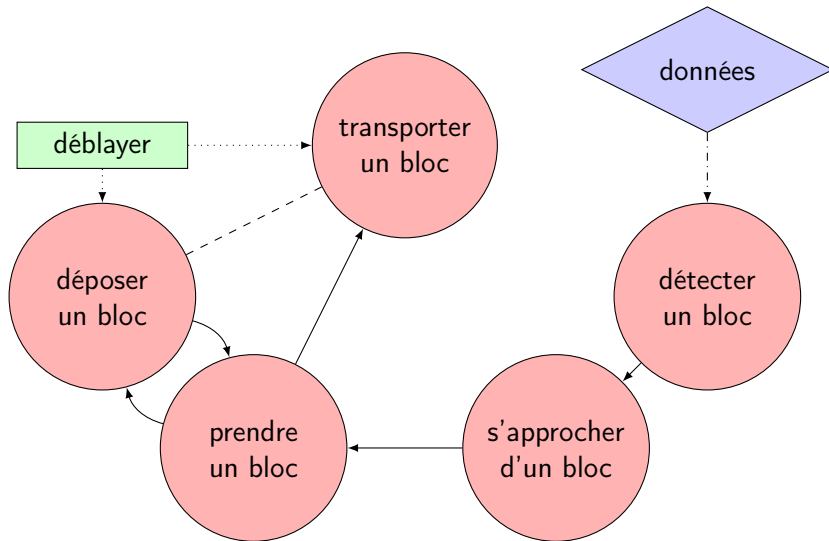 données
transporter
un bloc
déblayer
déposer
un bloc
détecter
un bloc
prendre
un bloc
s'approcher
d'un bloc